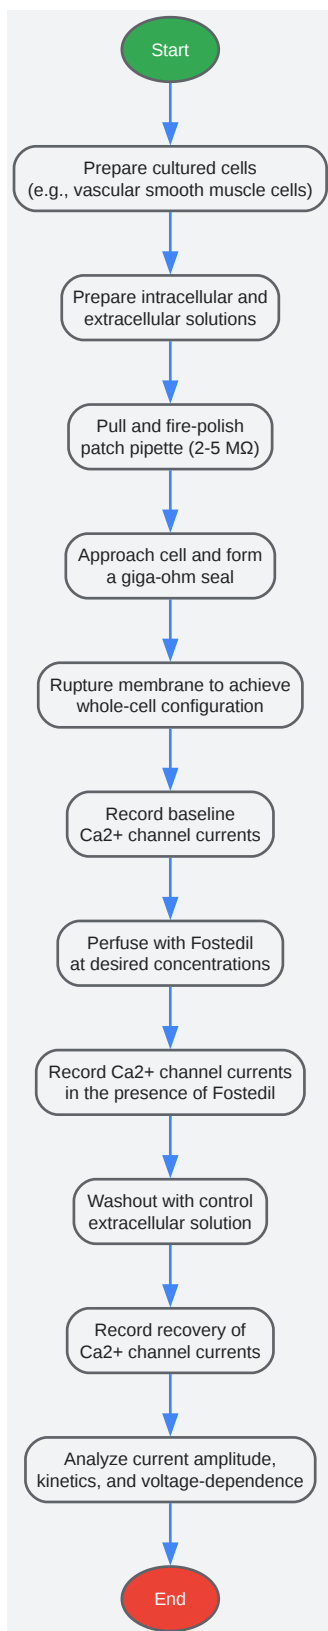 Start
Prepare cultured cells
(e.g., vascular smooth muscle cells)
Prepare intracellular and
extracellular solutions
Pull and fire-polish
patch pipette (2-5 MΩ)
Approach cell and form
a giga-ohm seal
Rupture membrane to achieve
whole-cell configuration
Record baseline
Ca2+ channel currents
Perfuse with Fostedil
at desired concentrations
Record Ca2+ channel currents
in the presence of Fostedil
Washout with control
extracellular solution
Record recovery of
Ca2+ channel currents
Analyze current amplitude,
kinetics, and voltage-dependence
End